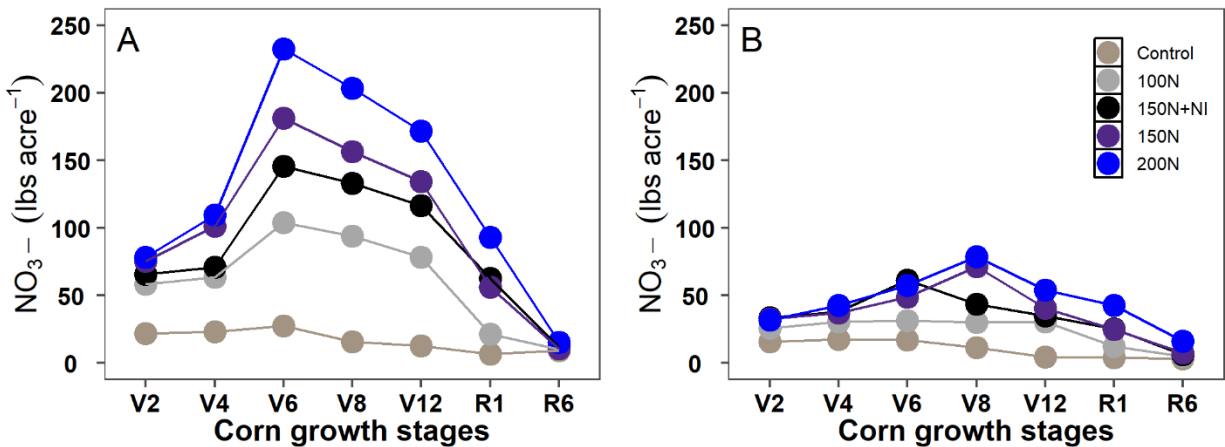 A
250
200
150
100
50
0
NO₃− (lbs acre⁻¹)
V2 V4 V6 V8 V12 R1 R6
Corn growth stages
B
250
200
150
100
50
0
NO₃− (lbs acre⁻¹)
V2 V4 V6 V8 V12 R1 R6
Corn growth stages
Control
100N
150N+NI
150N
200N